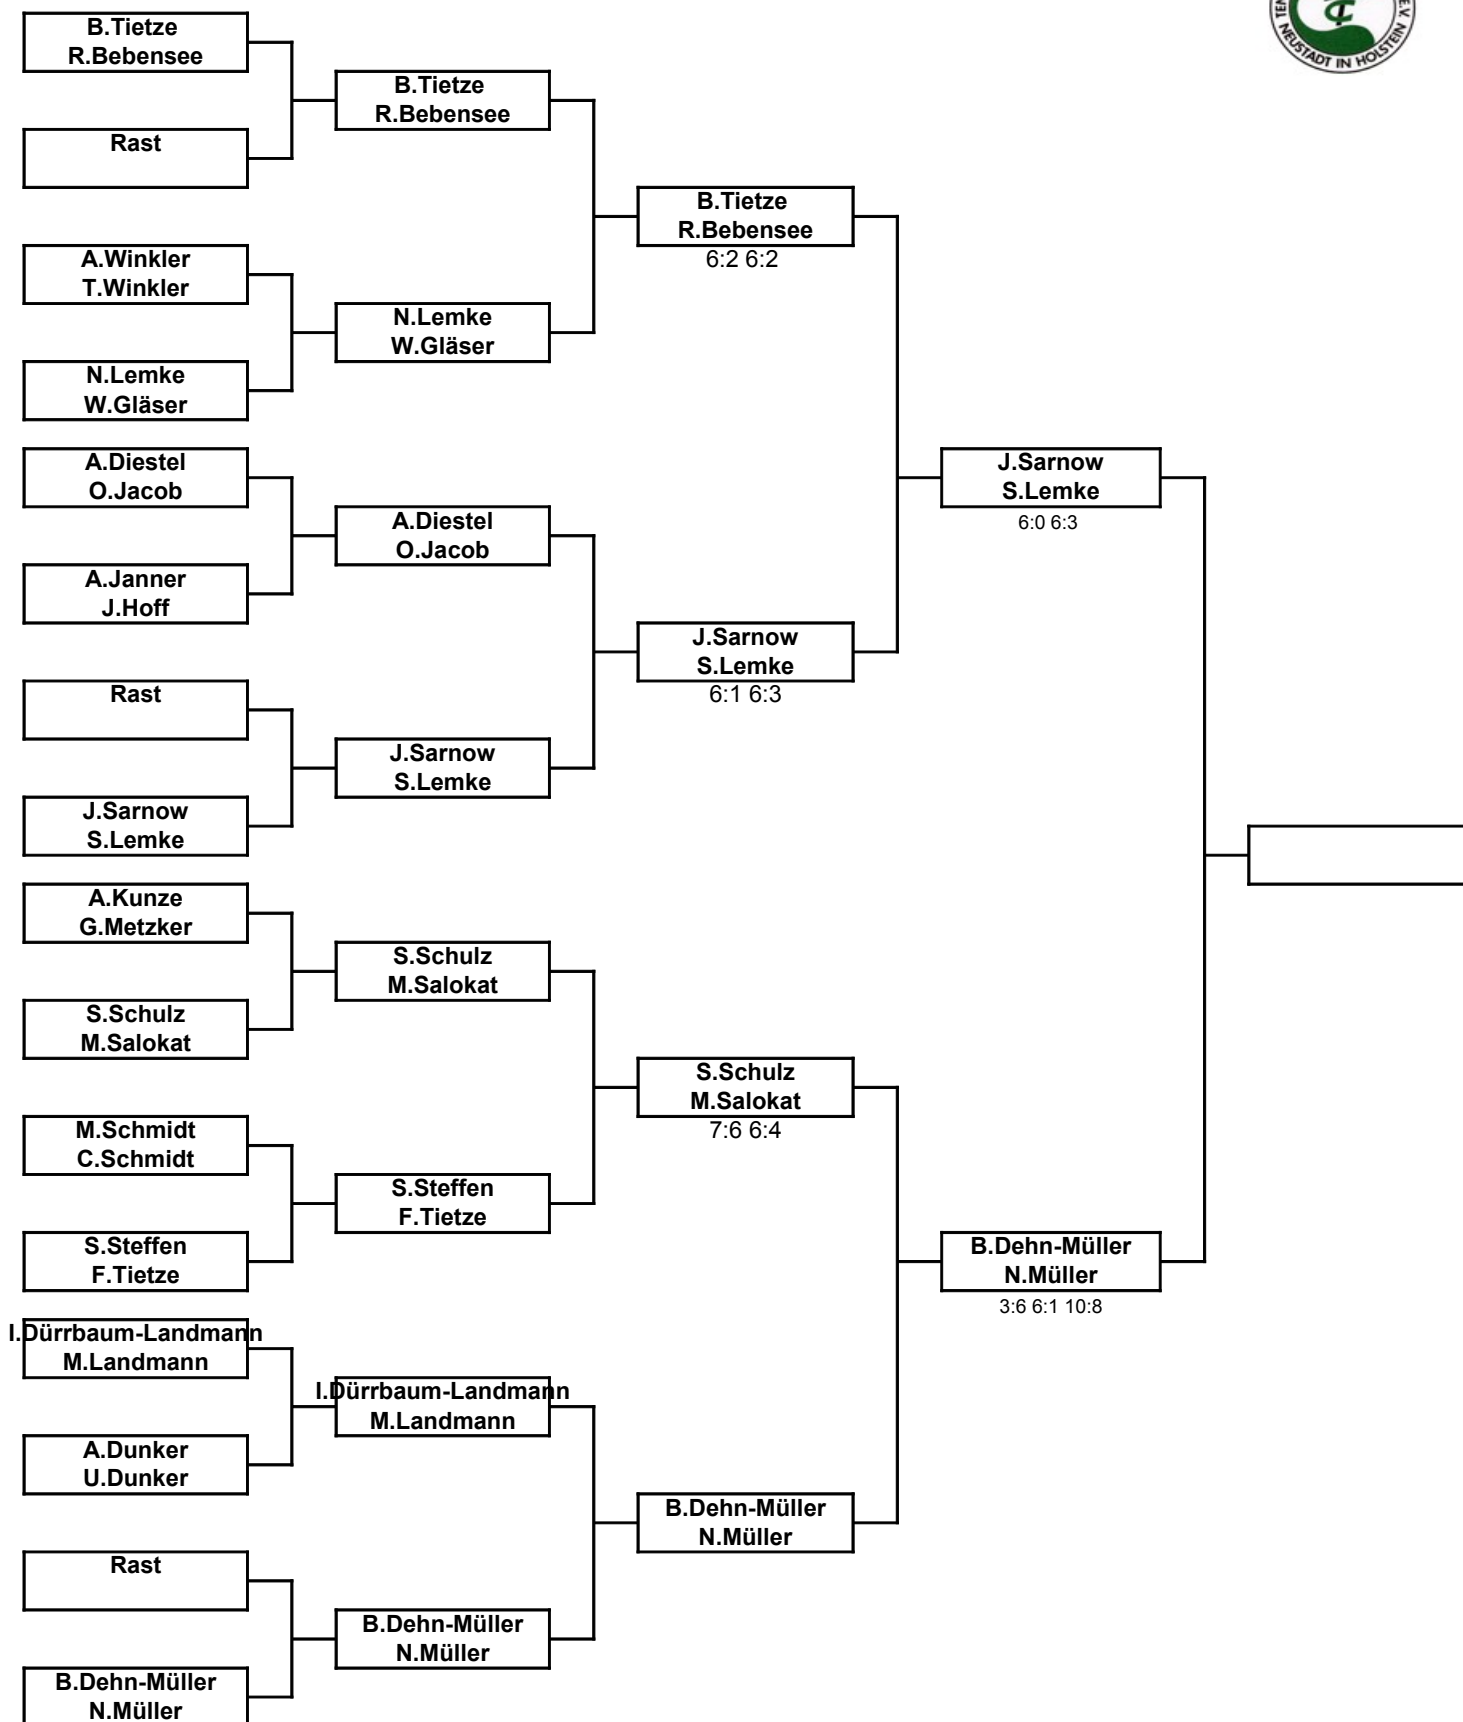 B.Tietze
R.Bebensee
Rast
A.Winkler
T.Winkler
N.Lemke
W.Gläser
A.Diestel
O.Jacob
A.Janner
J.Hoff
Rast
J.Sarnow
S.Lemke
A.Kunze
G.Metzker
S.Schulz
M.Salokat
M.Schmidt
C.Schmidt
S.Steffen
F.Tietze
I.Dürrbaum-Landmann
M.Landmann
A.Dunker
U.Dunker
Rast
B.Dehn-Müller
N.Müller
B.Tietze
R.Bebensee
N.Lemke
W.Gläser
A.Diestel
O.Jacob
J.Sarnow
S.Lemke
S.Schulz
M.Salokat
S.Steffen
F.Tietze
I.Dürrbaum-Landmann
M.Landmann
B.Dehn-Müller
N.Müller
B.Tietze
R.Bebensee
6:2 6:2
J.Sarnow
S.Lemke
6:1 6:3
S.Schulz
M.Salokat
7:6 6:4
B.Dehn-Müller
N.Müller
J.Sarnow
S.Lemke
6:0 6:3
B.Dehn-Müller
N.Müller
3:6 6:1 10:8
NEUSTADT IN HOLSTEIN E.V.